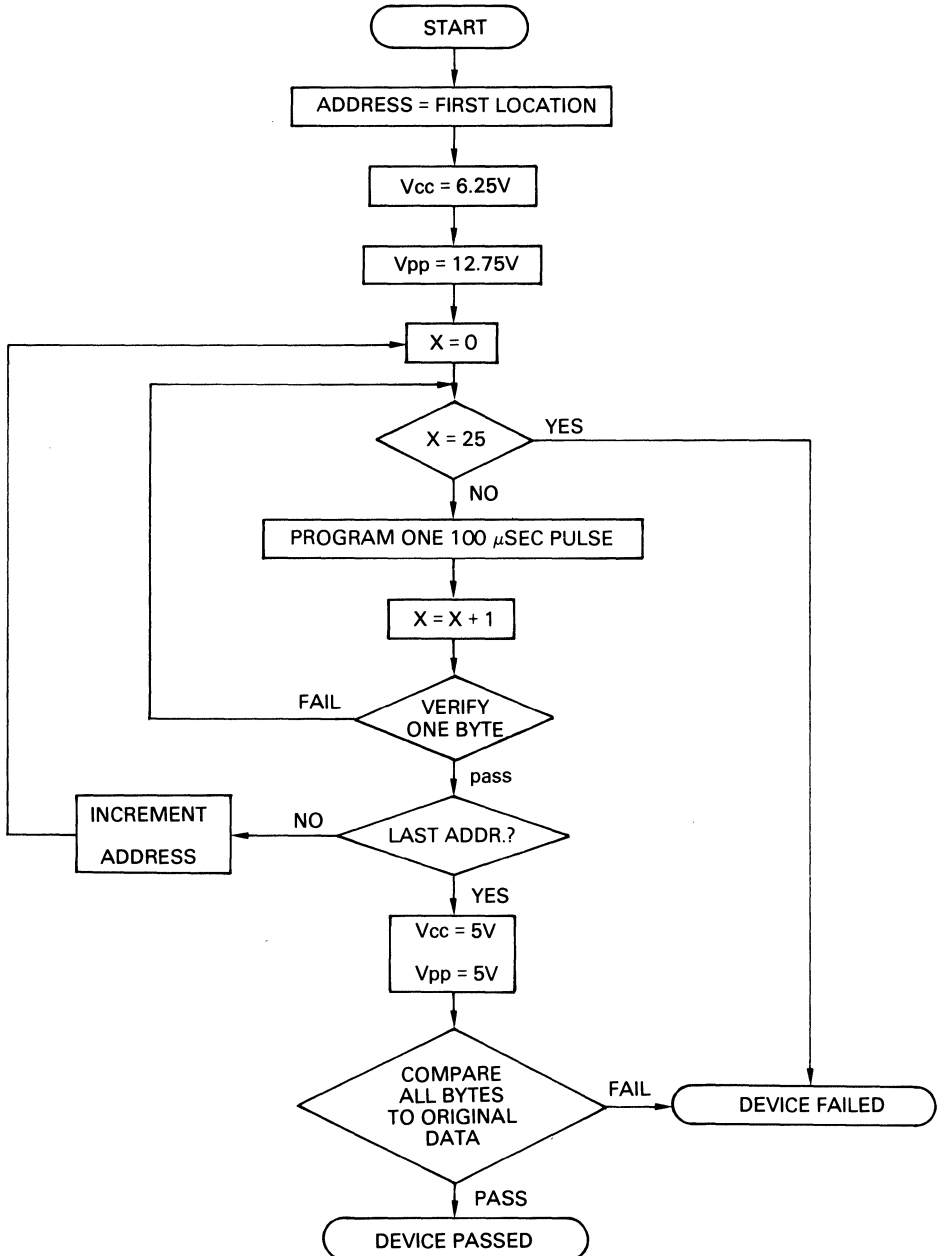 START
ADDRESS = FIRST LOCATION
Vcc = 6.25V
Vpp = 12.75V
X = 0
X = 25
YES
NO
PROGRAM ONE 100 μSEC PULSE
X = X + 1
FAIL
VERIFY
ONE BYTE
pass
INCREMENT
ADDRESS
NO
LAST ADDR.?
YES
Vcc = 5V
Vpp = 5V
COMPARE
ALL BYTES
TO ORIGINAL
DATA
FAIL
DEVICE FAILED
PASS
DEVICE PASSED